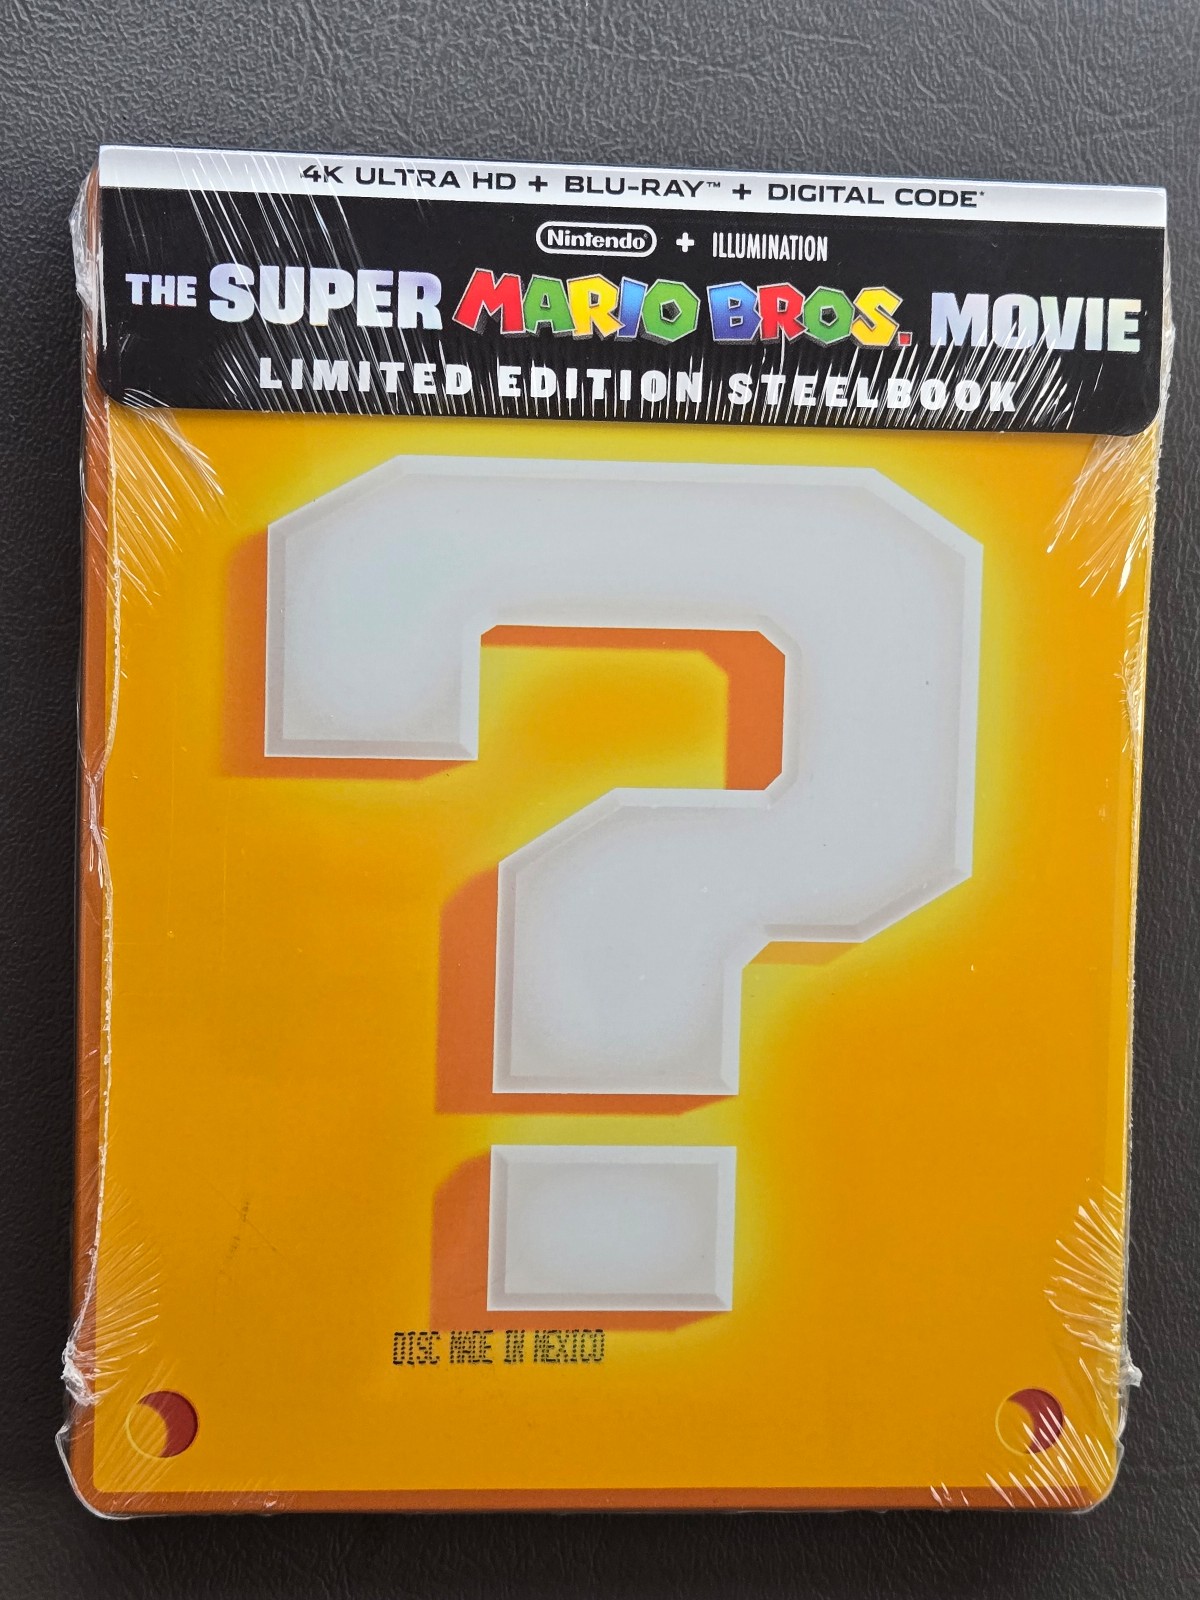 4K ULTRA HD + BLU-RAY™ + DIGITAL CODE*
Nintendo® + ILLUMINATION
THE SUPER MARIO BROS. MOVIE
LIMITED EDITION STEELBOOK
?
DISC MADE IN MEXICO